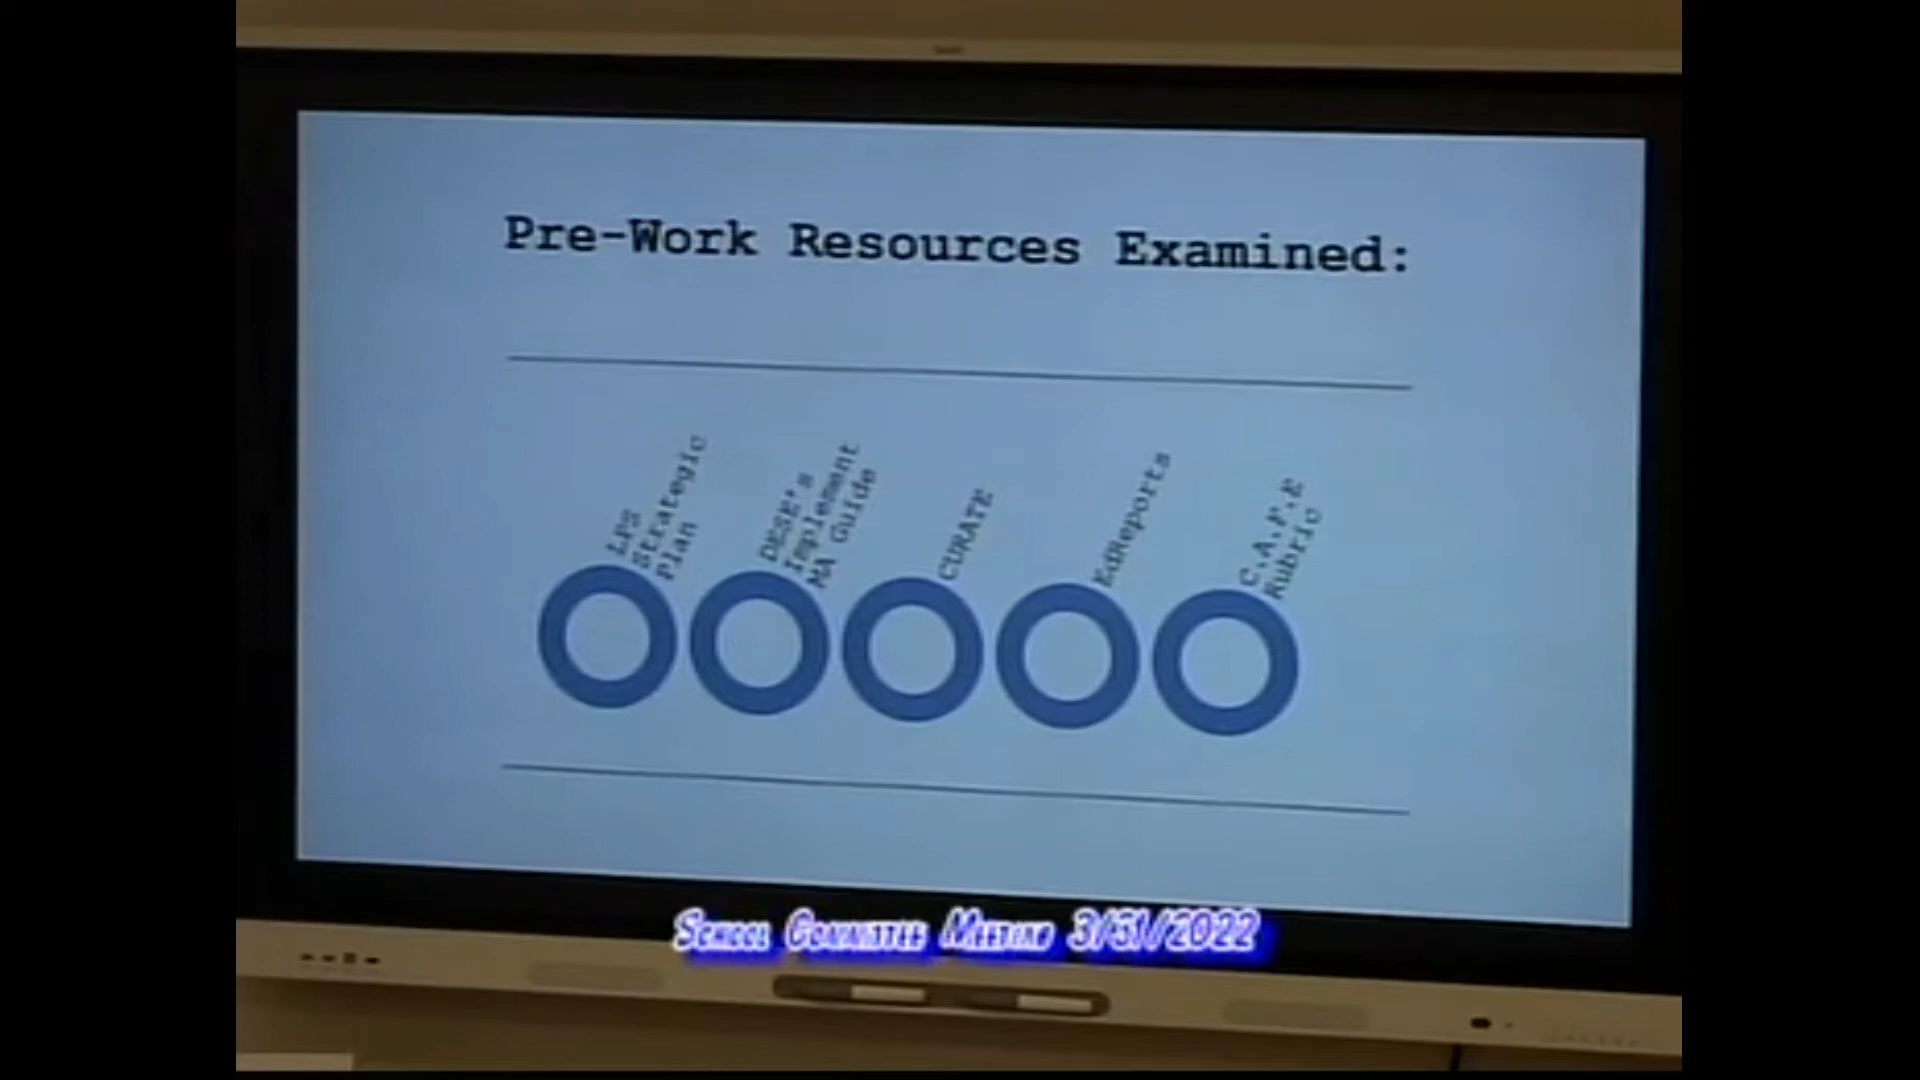 Pre-Work Resources Examined:
LPS
Strategic
Plan
DESE's
Implement
MA Guide
CURATE
EdReports
C.A.F.E
Rubric
School Committee Meeting 3/31/2022